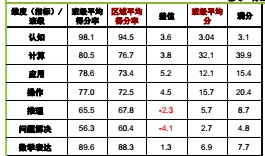 维度（指标）/班级 班级平均得分率 区域平均得分率 差值 班级平均分 满分
认知 98.1 94.5 3.6 3.04 3.1
计算 80.5 76.7 3.8 32.1 39.9
应用 78.6 73.4 5.2 12.1 15.4
操作 77.0 72.5 4.5 15.7 20.4
推理 65.5 67.8 -2.3 5.7 8.7
问题解决 56.3 60.4 -4.1 2.7 4.8
数学表达 89.6 88.3 1.3 6.9 7.7